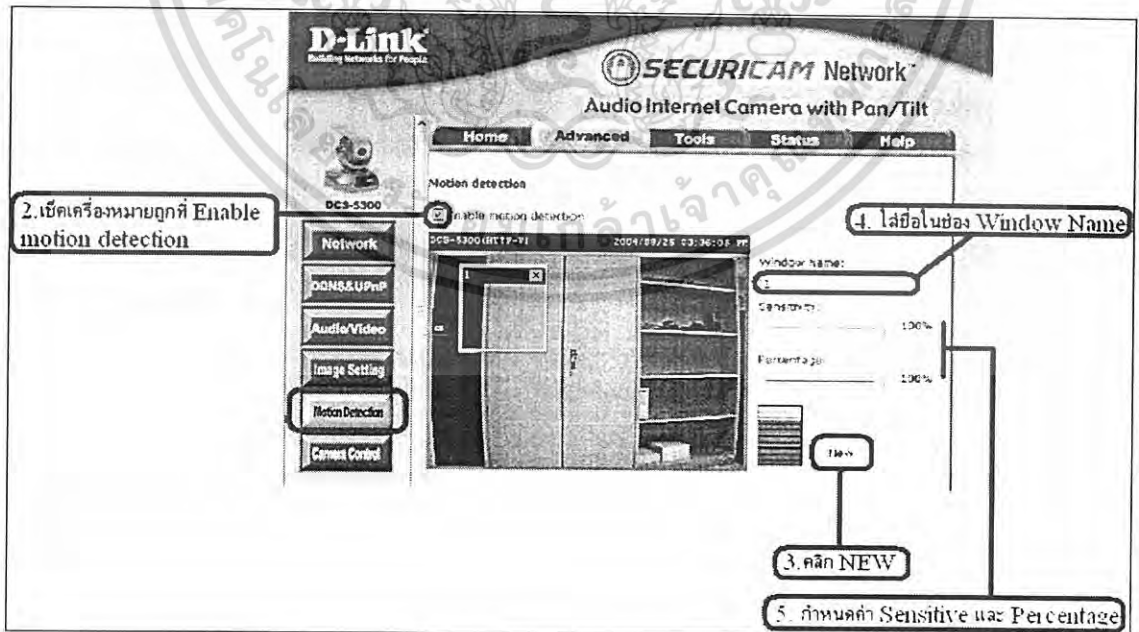 D-Link
Building Networks for People
SECURICAM Network™
Audio Internet Camera with Pan/Tilt
Home Advanced Tools Status Help
DCS-5300
Motion detection
Enable motion detection
2.เช็คเครื่องหมายถูกที่ Enable
motion detection
4. ใส่ชื่อในช่อง Window Name
Network
DDNS&UPnP
Audio/Video
Image Setting
Motion Detection
Camera Control
Window Name:
1
Sensitivity:
100%
Percentage:
100%
New
1
3.คลิก NEW
5. กำหนดค่า Sensitive และ Percentage